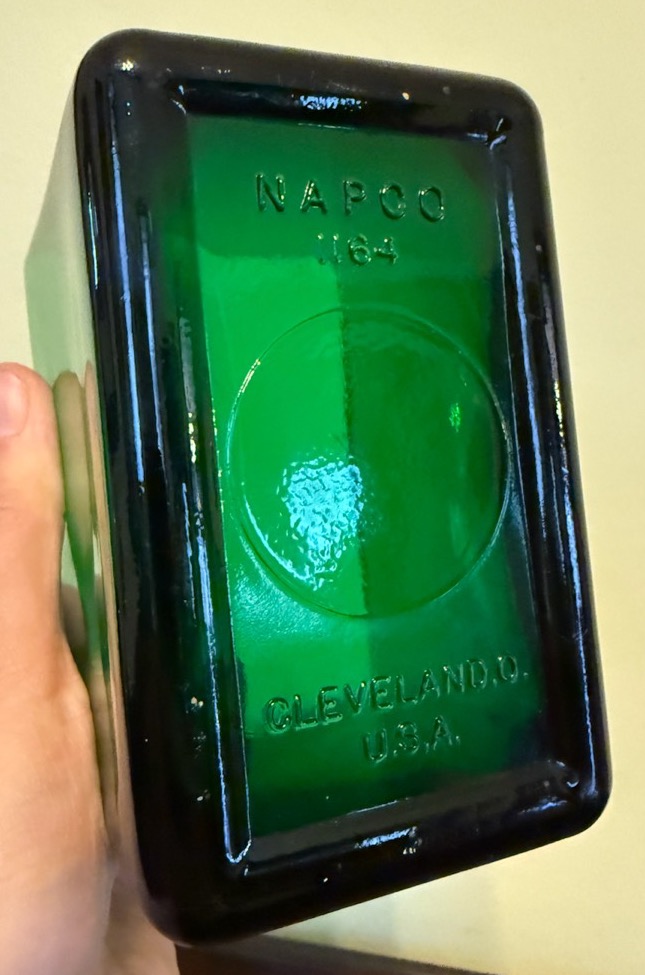 NAPCO
1164
CLEVELAND.O.
U.S.A.